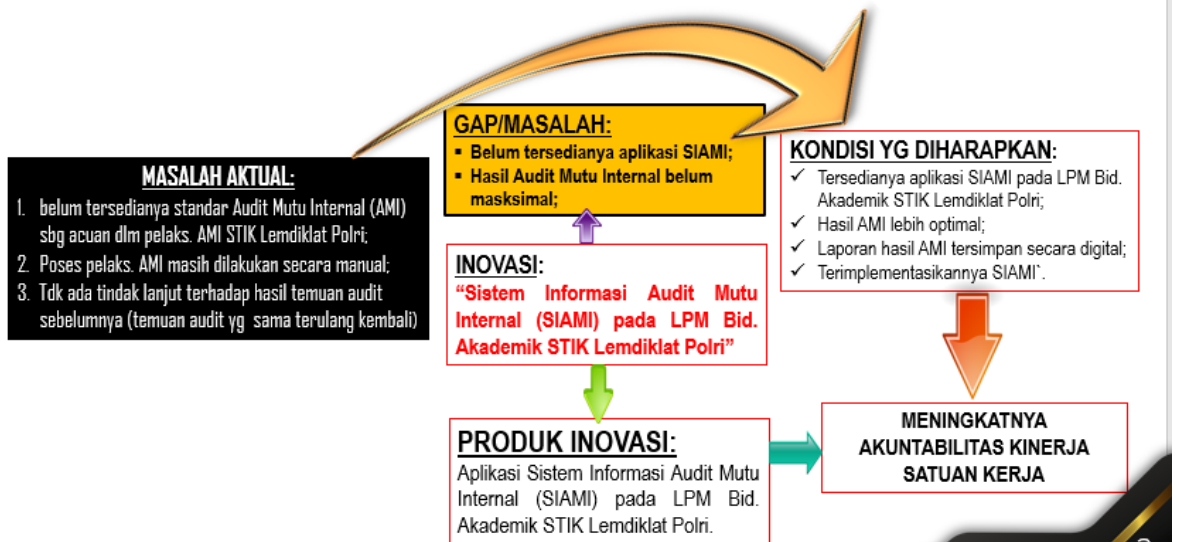 MASALAH AKTUAL:
1. belum tersedianya standar Audit Mutu Internal (AMI)
sbg acuan dlm pelaks. AMI STIK Lemdiklat Polri;
2. Poses pelaks. AMI masih dilakukan secara manual;
3. Tdk ada tindak lanjut terhadap hasil temuan audit
sebelumnya (temuan audit yg sama terulang kembali)
GAP/MASALAH:
▪ Belum tersedianya aplikasi SIAMI;
▪ Hasil Audit Mutu Internal belum
masksimal;
INOVASI:
“Sistem Informasi Audit Mutu
Internal (SIAMI) pada LPM Bid.
Akademik STIK Lemdiklat Polri”
PRODUK INOVASI:
Aplikasi Sistem Informasi Audit Mutu
Internal (SIAMI) pada LPM Bid.
Akademik STIK Lemdiklat Polri.
KONDISI YG DIHARAPKAN:
✓ Tersedianya aplikasi SIAMI pada LPM Bid.
Akademik STIK Lemdiklat Polri;
✓ Hasil AMI lebih optimal;
✓ Laporan hasil AMI tersimpan secara digital;
✓ Terimplementasikannya SIAMI`.
MENINGKATNYA
AKUNTABILITAS KINERJA
SATUAN KERJA